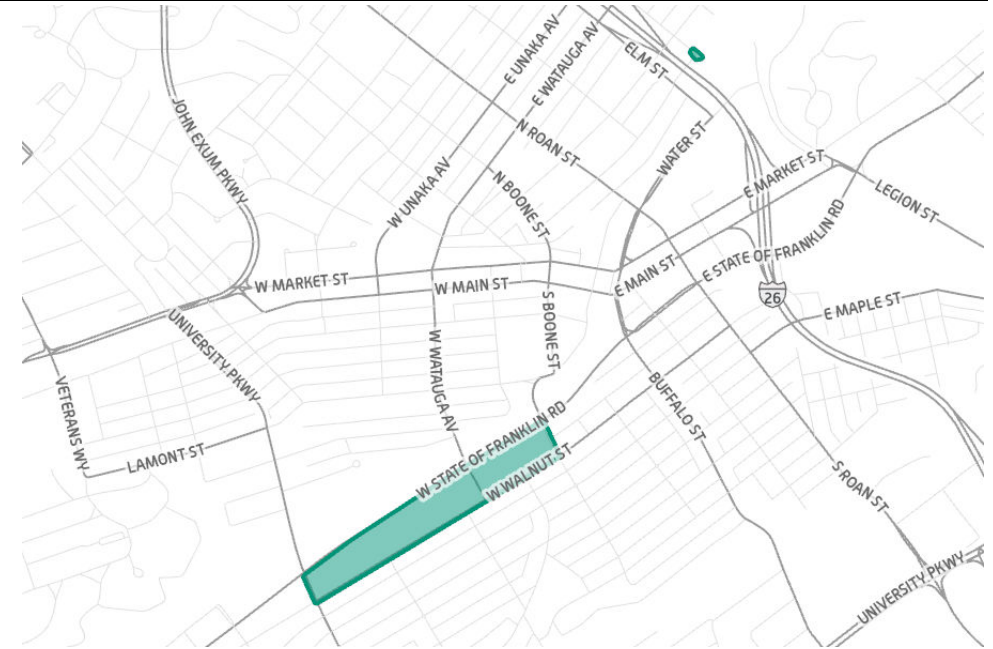 E UNAKA AV
ELM ST
E WATAUGA AV
JOHN EXUM PKWY
N ROAN ST
WATER ST
E MARKET ST
W UNAKA AV
N BOONE ST
LEGION ST
E STATE OF FRANKLIN RD
W MARKET ST
W MAIN ST
E MAIN ST
26
E MAPLE ST
S BOONE ST
UNIVERSITY PKWY
W WATAUGA AV
VETERANS WY
BUFFALO ST
LAMONT ST
W STATE OF FRANKLIN RD
W WALNUT ST
S ROAN ST
UNIVERSITY PKWY